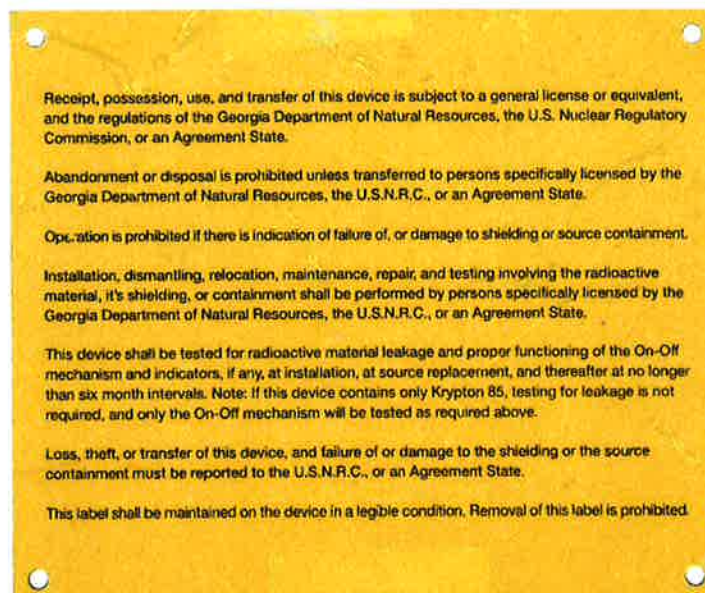 Receipt, possession, use, and transfer of this device is subject to a general license or equivalent,
and the regulations of the Georgia Department of Natural Resources, the U.S. Nuclear Regulatory
Commission, or an Agreement State.
Abandonment or disposal is prohibited unless transferred to persons specifically licensed by the
Georgia Department of Natural Resources, the U.S.N.R.C., or an Agreement State.
Operation is prohibited if there is indication of failure of, or damage to shielding or source containment.
Installation, dismantling, relocation, maintenance, repair, and testing involving the radioactive
material, it's shielding, or containment shall be performed by persons specifically licensed by the
Georgia Department of Natural Resources, the U.S.N.R.C., or an Agreement State.
This device shall be tested for radioactive material leakage and proper functioning of the On-Off
mechanism and indicators, if any, at installation, at source replacement, and thereafter at no longer
than six month intervals. Note: If this device contains only Krypton 85, testing for leakage is not
required, and only the On-Off mechanism will be tested as required above.
Loss, theft, or transfer of this device, and failure of or damage to the shielding or the source
containment must be reported to the U.S.N.R.C., or an Agreement State.
This label shall be maintained on the device in a legible condition. Removal of this label is prohibited.